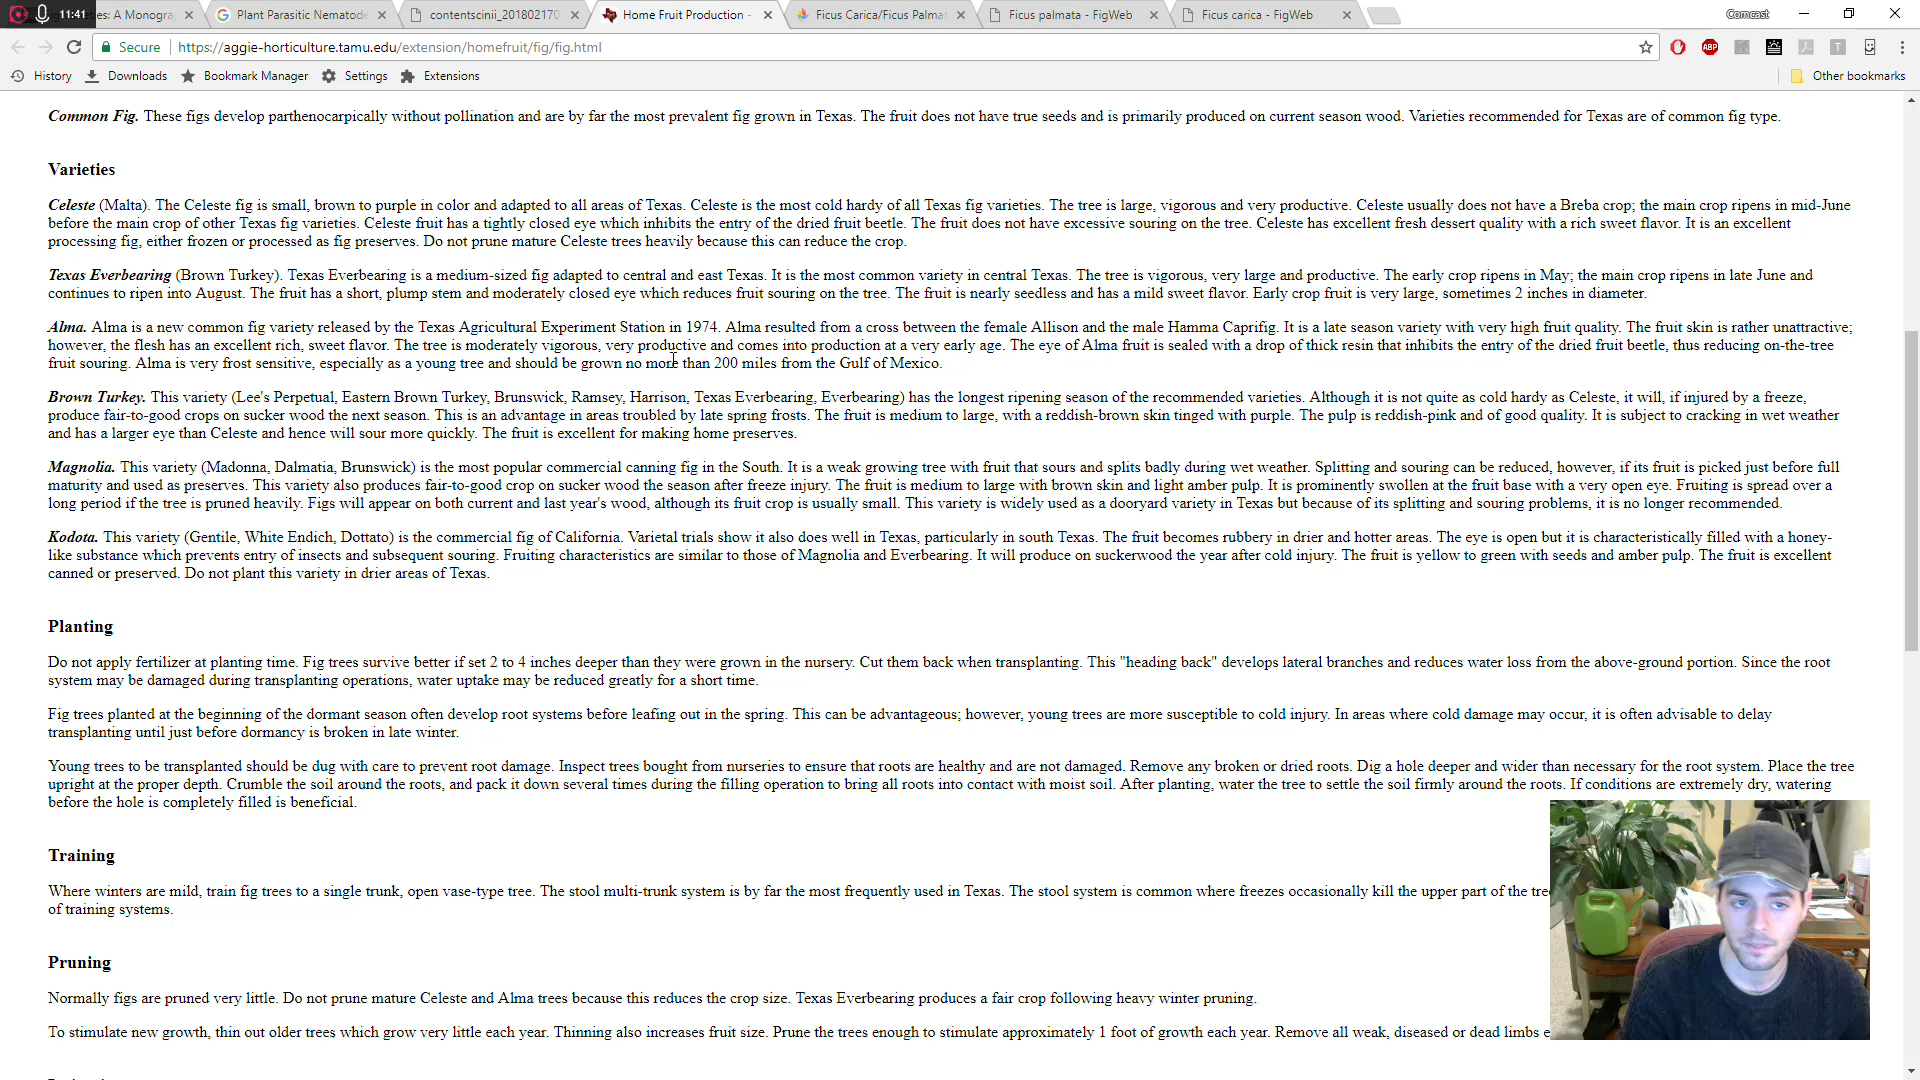 11:41
ties: A Monogra
Plant Parasitic Nematode
contentscinii_201802170
Home Fruit Production -
Ficus Carica/Ficus Palmat
Ficus palmata - FigWeb
Ficus carica - FigWeb
Comcast
Secure
https://aggie-horticulture.tamu.edu/extension/homefruit/fig/fig.html
ABP
T
History
Downloads
Bookmark Manager
Settings
Extensions
Other bookmarks
Common Fig. These figs develop parthenocarpically without pollination and are by far the most prevalent fig grown in Texas. The fruit does not have true seeds and is primarily produced on current season wood. Varieties recommended for Texas are of common fig type.
Varieties
Celeste (Malta). The Celeste fig is small, brown to purple in color and adapted to all areas of Texas. Celeste is the most cold hardy of all Texas fig varieties. The tree is large, vigorous and very productive. Celeste usually does not have a Breba crop; the main crop ripens in mid-June
before the main crop of other Texas fig varieties. Celeste fruit has a tightly closed eye which inhibits the entry of the dried fruit beetle. The fruit does not have excessive souring on the tree. Celeste has excellent fresh dessert quality with a rich sweet flavor. It is an excellent
processing fig, either frozen or processed as fig preserves. Do not prune mature Celeste trees heavily because this can reduce the crop.
Texas Everbearing (Brown Turkey). Texas Everbearing is a medium-sized fig adapted to central and east Texas. It is the most common variety in central Texas. The tree is vigorous, very large and productive. The early crop ripens in May; the main crop ripens in late June and
continues to ripen into August. The fruit has a short, plump stem and moderately closed eye which reduces fruit souring on the tree. The fruit is nearly seedless and has a mild sweet flavor. Early crop fruit is very large, sometimes 2 inches in diameter.
Alma. Alma is a new common fig variety released by the Texas Agricultural Experiment Station in 1974. Alma resulted from a cross between the female Allison and the male Hamma Caprifig. It is a late season variety with very high fruit quality. The fruit skin is rather unattractive;
however, the flesh has an excellent rich, sweet flavor. The tree is moderately vigorous, very productive and comes into production at a very early age. The eye of Alma fruit is sealed with a drop of thick resin that inhibits the entry of the dried fruit beetle, thus reducing on-the-tree
fruit souring. Alma is very frost sensitive, especially as a young tree and should be grown no more than 200 miles from the Gulf of Mexico.
Brown Turkey. This variety (Lee's Perpetual, Eastern Brown Turkey, Brunswick, Ramsey, Harrison, Texas Everbearing, Everbearing) has the longest ripening season of the recommended varieties. Although it is not quite as cold hardy as Celeste, it will, if injured by a freeze,
produce fair-to-good crops on sucker wood the next season. This is an advantage in areas troubled by late spring frosts. The fruit is medium to large, with a reddish-brown skin tinged with purple. The pulp is reddish-pink and of good quality. It is subject to cracking in wet weather
and has a larger eye than Celeste and hence will sour more quickly. The fruit is excellent for making home preserves.
Magnolia. This variety (Madonna, Dalmatia, Brunswick) is the most popular commercial canning fig in the South. It is a weak growing tree with fruit that sours and splits badly during wet weather. Splitting and souring can be reduced, however, if its fruit is picked just before full
maturity and used as preserves. This variety also produces fair-to-good crop on sucker wood the season after freeze injury. The fruit is medium to large with brown skin and light amber pulp. It is prominently swollen at the fruit base with a very open eye. Fruiting is spread over a
long period if the tree is pruned heavily. Figs will appear on both current and last year's wood, although its fruit crop is usually small. This variety is widely used as a dooryard variety in Texas but because of its splitting and souring problems, it is no longer recommended.
Kodota. This variety (Gentile, White Endich, Dottato) is the commercial fig of California. Varietal trials show it also does well in Texas, particularly in south Texas. The fruit becomes rubbery in drier and hotter areas. The eye is open but it is characteristically filled with a honey-
like substance which prevents entry of insects and subsequent souring. Fruiting characteristics are similar to those of Magnolia and Everbearing. It will produce on suckerwood the year after cold injury. The fruit is yellow to green with seeds and amber pulp. The fruit is excellent
canned or preserved. Do not plant this variety in drier areas of Texas.
Planting
Do not apply fertilizer at planting time. Fig trees survive better if set 2 to 4 inches deeper than they were grown in the nursery. Cut them back when transplanting. This "heading back" develops lateral branches and reduces water loss from the above-ground portion. Since the root
system may be damaged during transplanting operations, water uptake may be reduced greatly for a short time.
Fig trees planted at the beginning of the dormant season often develop root systems before leafing out in the spring. This can be advantageous; however, young trees are more susceptible to cold injury. In areas where cold damage may occur, it is often advisable to delay
transplanting until just before dormancy is broken in late winter.
Young trees to be transplanted should be dug with care to prevent root damage. Inspect trees bought from nurseries to ensure that roots are healthy and are not damaged. Remove any broken or dried roots. Dig a hole deeper and wider than necessary for the root system. Place the tree
upright at the proper depth. Crumble the soil around the roots, and pack it down several times during the filling operation to bring all roots into contact with moist soil. After planting, water the tree to settle the soil firmly around the roots. If conditions are extremely dry, watering
before the hole is completely filled is beneficial.
Training
Where winters are mild, train fig trees to a single trunk, open vase-type tree. The stool multi-trunk system is by far the most frequently used in Texas. The stool system is common where freezes occasionally kill the upper part of the tre
of training systems.
Pruning
Normally figs are pruned very little. Do not prune mature Celeste and Alma trees because this reduces the crop size. Texas Everbearing produces a fair crop following heavy winter pruning.
To stimulate new growth, thin out older trees which grow very little each year. Thinning also increases fruit size. Prune the trees enough to stimulate approximately 1 foot of growth each year. Remove all weak, diseased or dead limbs e